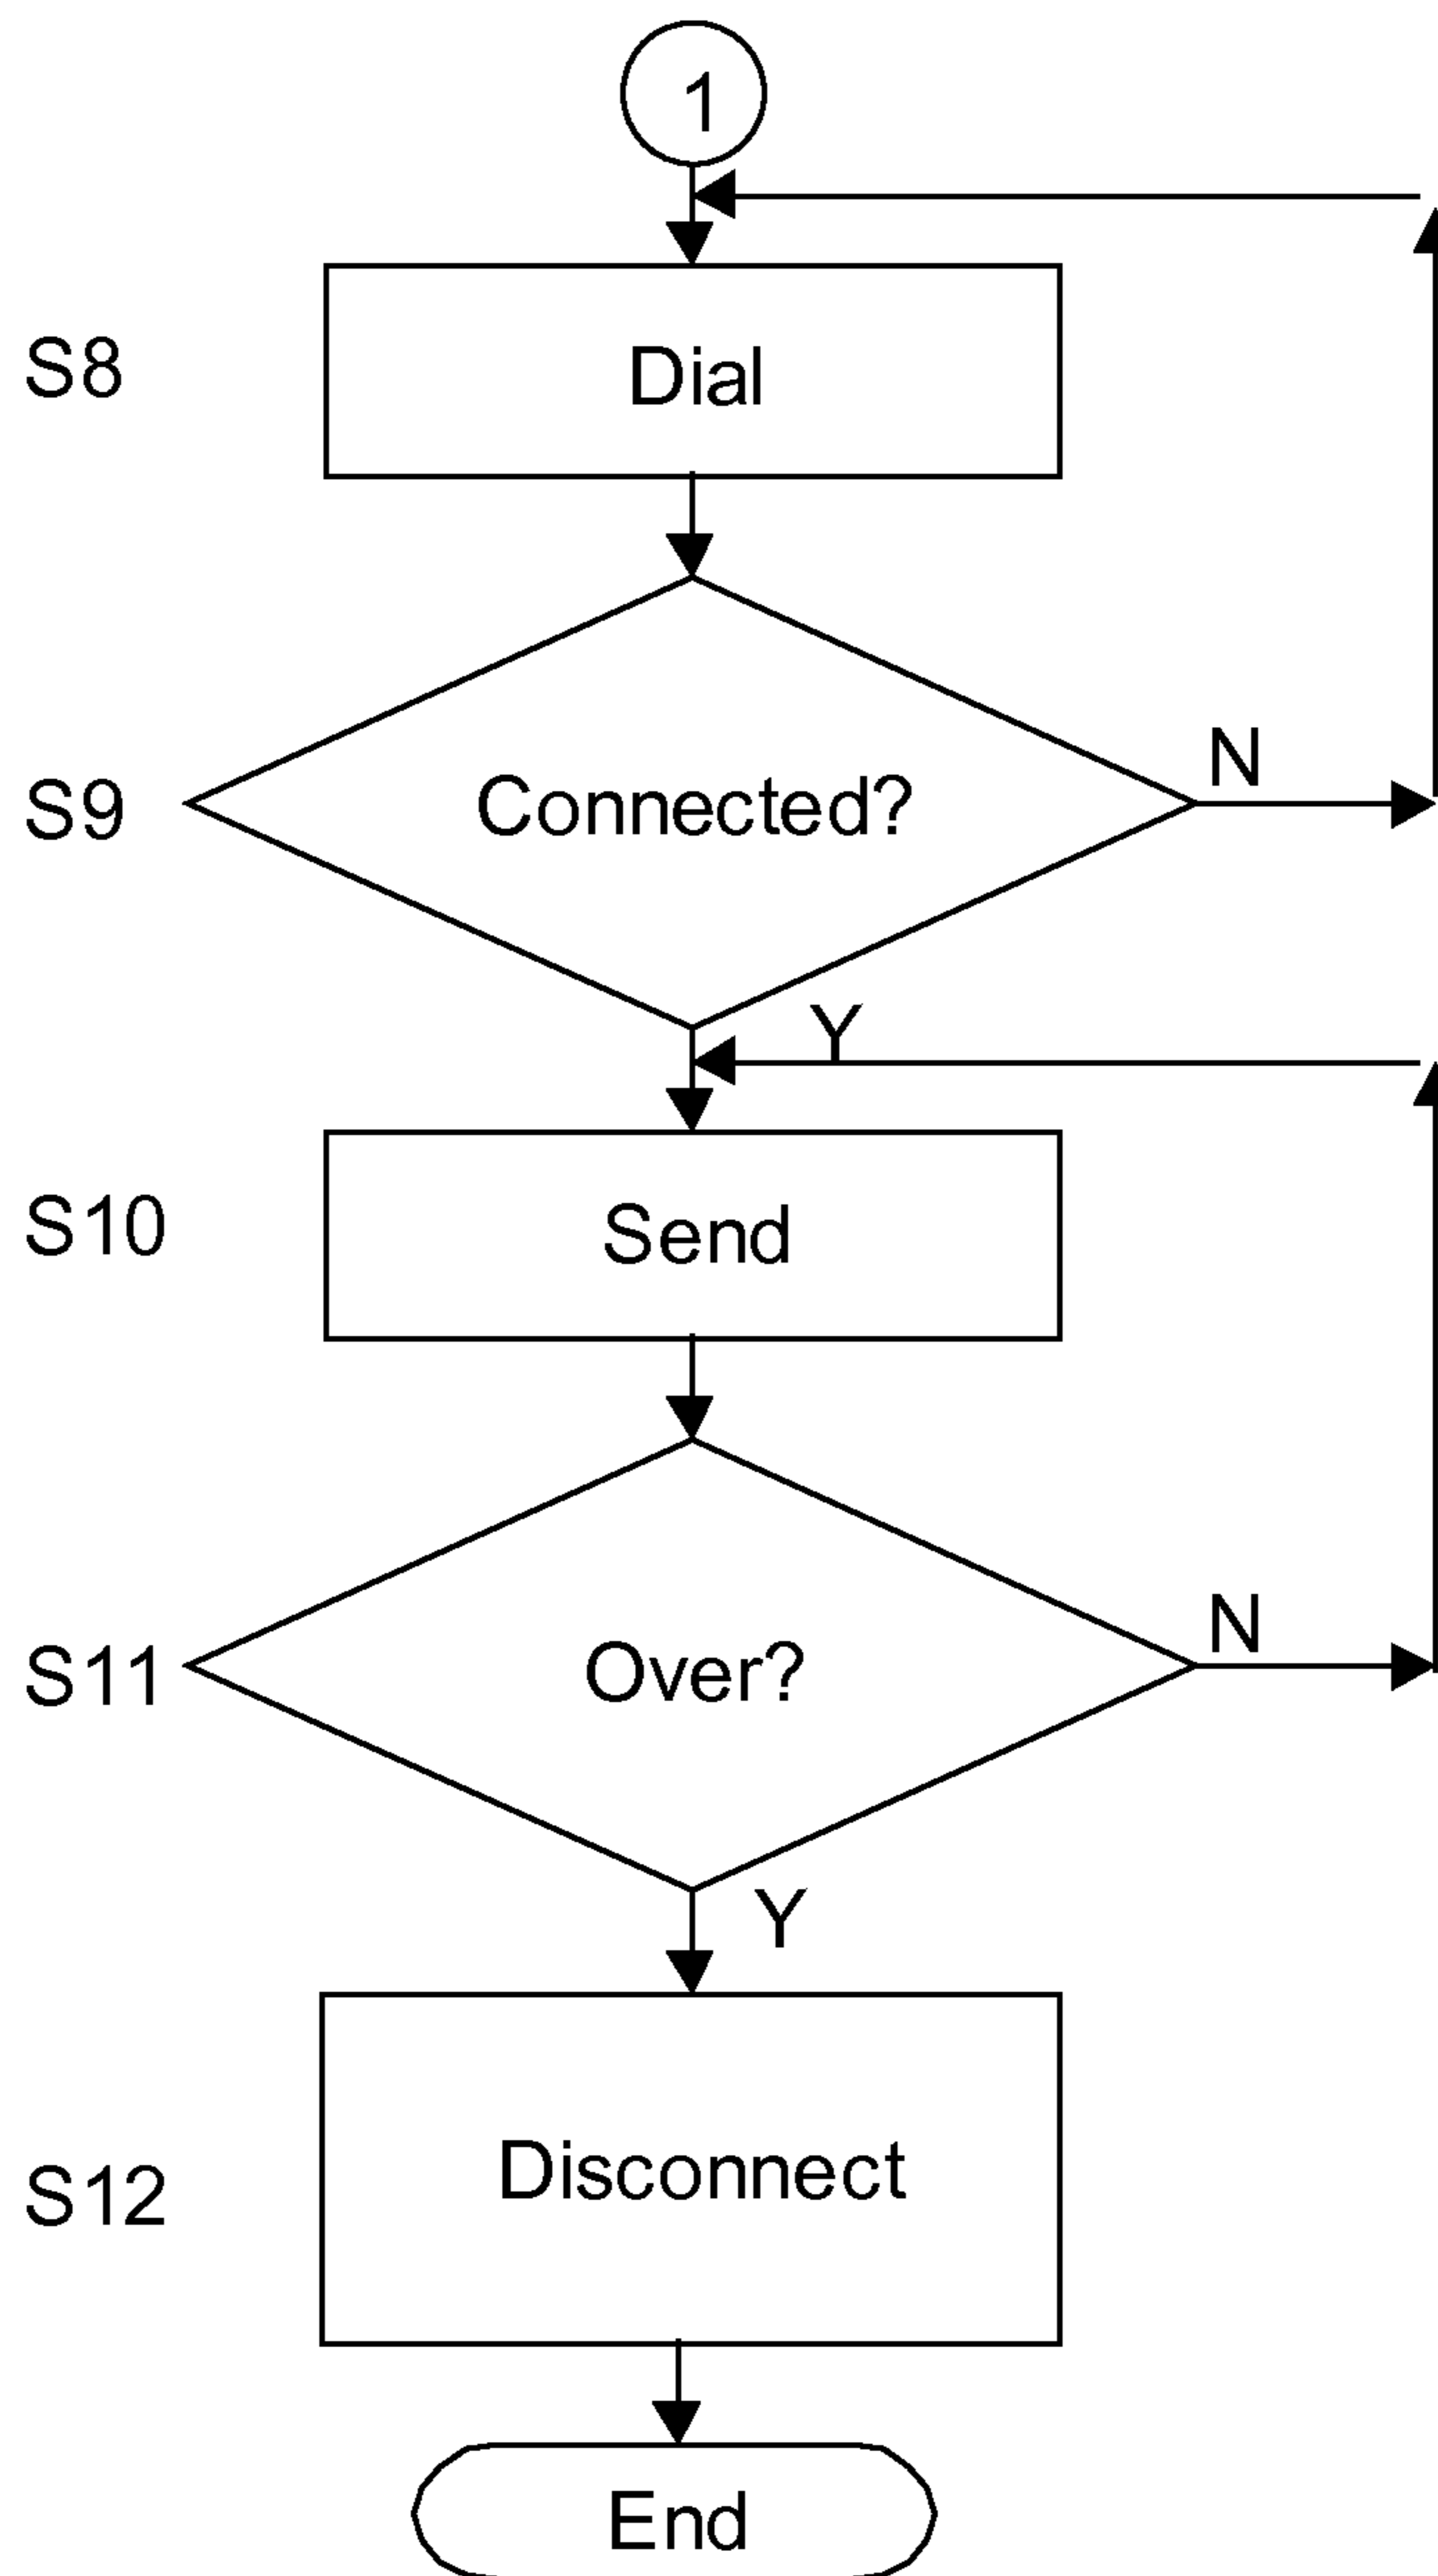 1
S8
Dial
S9
Connected?
N
Y
S10
Send
S11
Over?
N
Y
S12
Disconnect
End